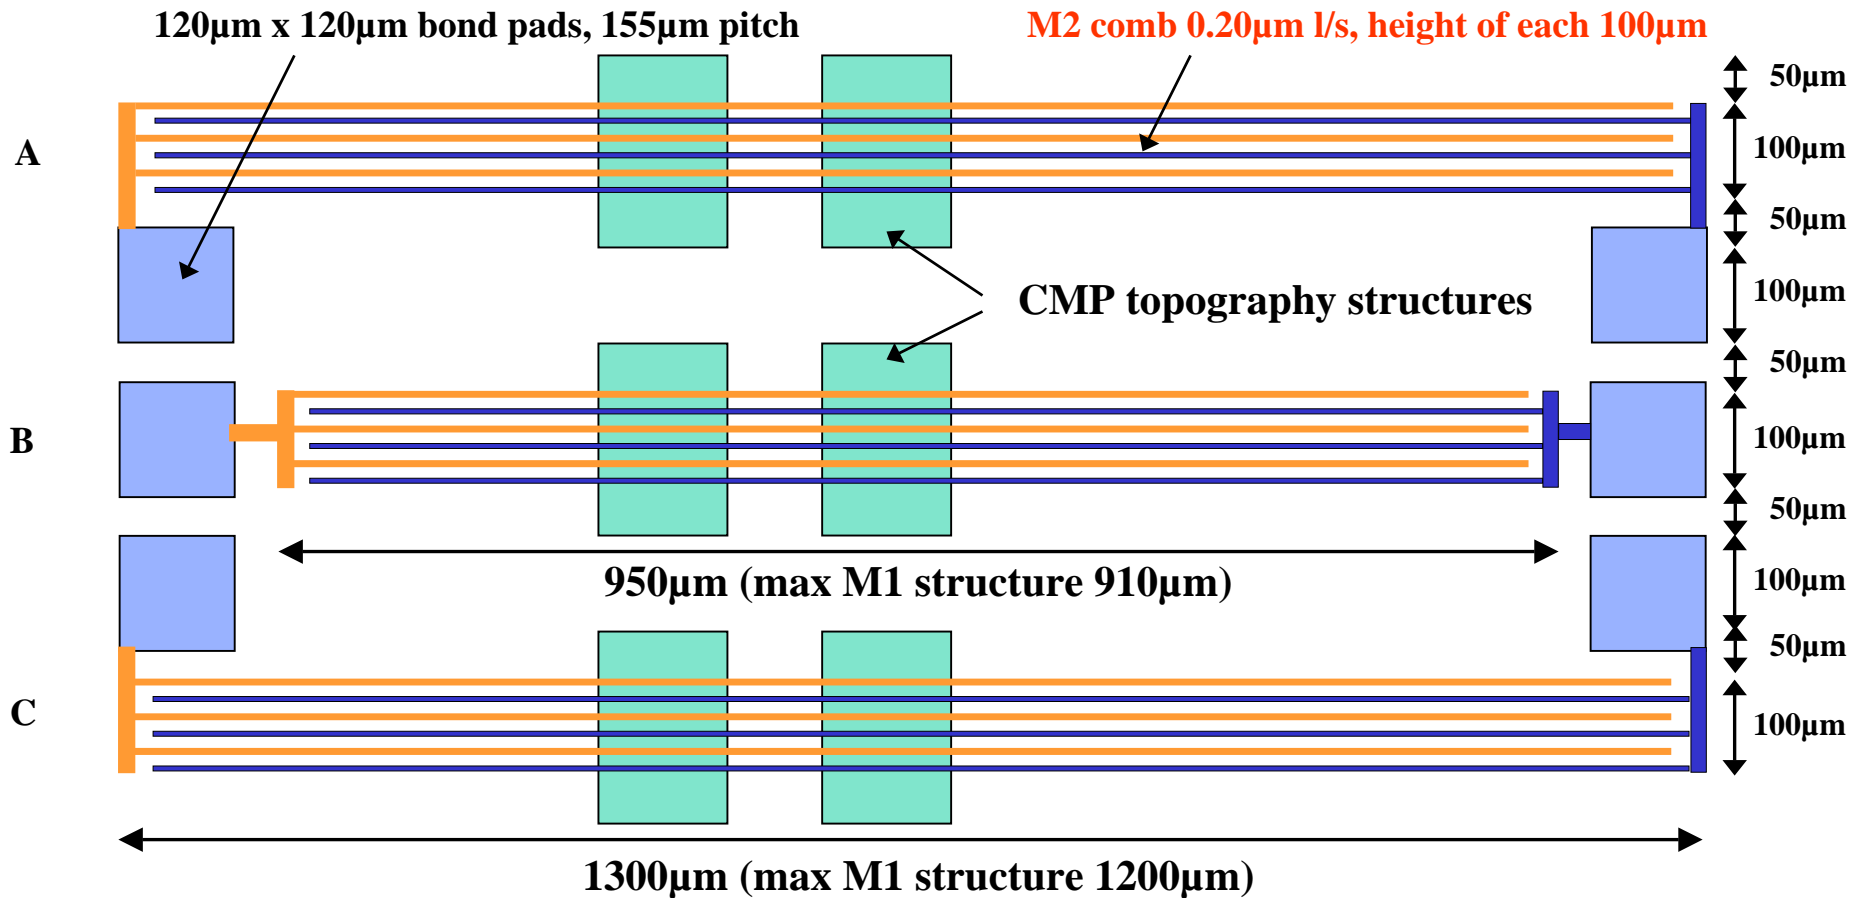 120µm x 120µm bond pads, 155µm pitch
M2 comb 0.20µm l/s, height of each 100µm
50µm
A
100µm
50µm
CMP topography structures
100µm
50µm
B
100µm
50µm
950µm (max M1 structure 910µm)
100µm
50µm
C
100µm
1300µm (max M1 structure 1200µm)